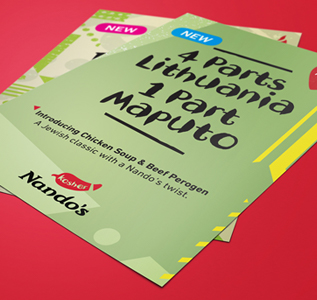 NEW
NEW
4 Parts
Lithuania
1 Part
Maputo
Introducing Chicken Soup & Beef Perogen
A Jewish classic with a Nando's twist.
kosher
Nando's